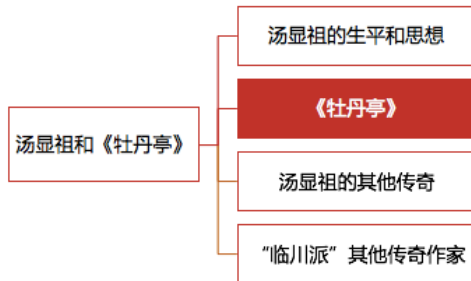 汤显祖和《牡丹亭》
汤显祖的生平和思想
《牡丹亭》
汤显祖的其他传奇
“临川派”其他传奇作家